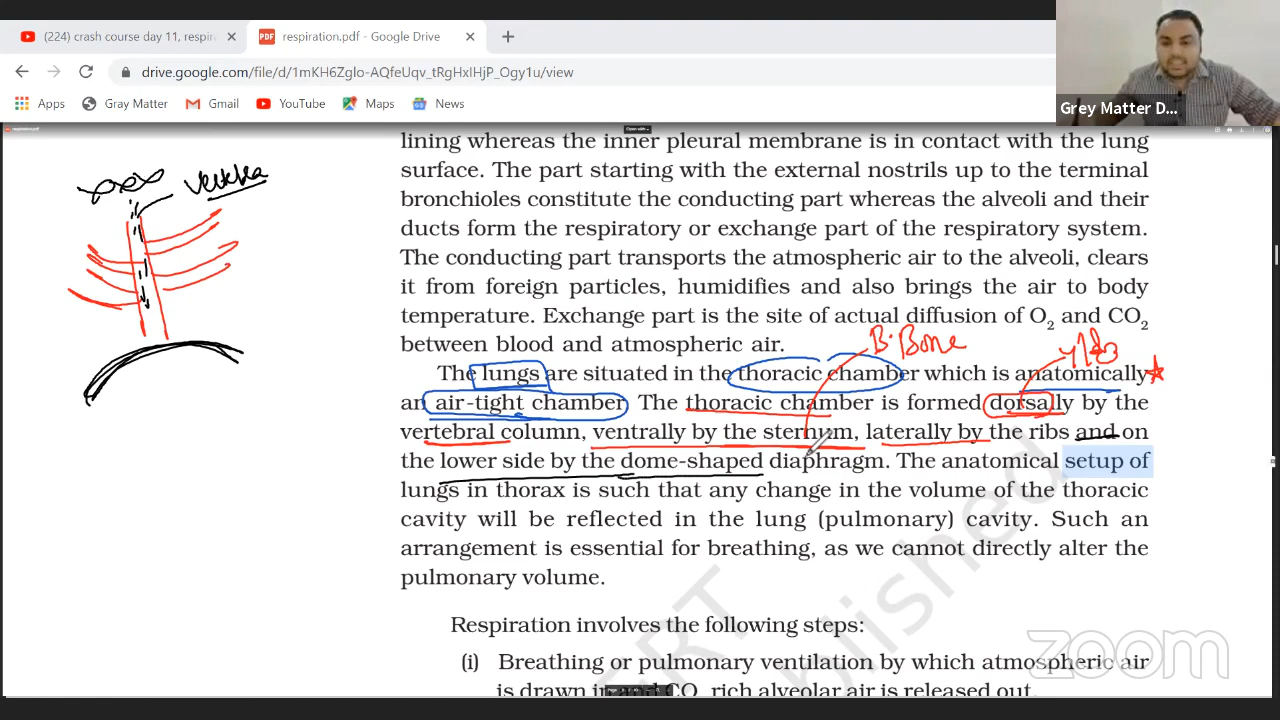 (224) crash course day 11, respir
respiration.pdf - Google Drive
drive.google.com/file/d/1mKH6Zglo-AQfeUqv_tRgHxIHjP_Ogy1u/view
Apps
Gray Matter
Gmail
YouTube
Maps
News
Grey Matter D...
lining whereas the inner pleural membrane is in contact with the lung
surface. The part starting with the external nostrils up to the terminal
bronchioles constitute the conducting part whereas the alveoli and their
ducts form the respiratory or exchange part of the respiratory system.
The conducting part transports the atmospheric air to the alveoli, clears
it from foreign particles, humidifies and also brings the air to body
temperature. Exchange part is the site of actual diffusion of O2 and CO2
between blood and atmospheric air.
B.Bone
The lungs are situated in the thoracic chamber which is anatomically
an air-tight chamber. The thoracic chamber is formed dorsally by the
vertebral column, ventrally by the sternum, laterally by the ribs and on
the lower side by the dome-shaped diaphragm. The anatomical setup of
lungs in thorax is such that any change in the volume of the thoracic
cavity will be reflected in the lung (pulmonary) cavity. Such an
arrangement is essential for breathing, as we cannot directly alter the
pulmonary volume.
Respiration involves the following steps:
(i) Breathing or pulmonary ventilation by which atmospheric air
is drawn in and CO2 rich alveolar air is released out.
zoom